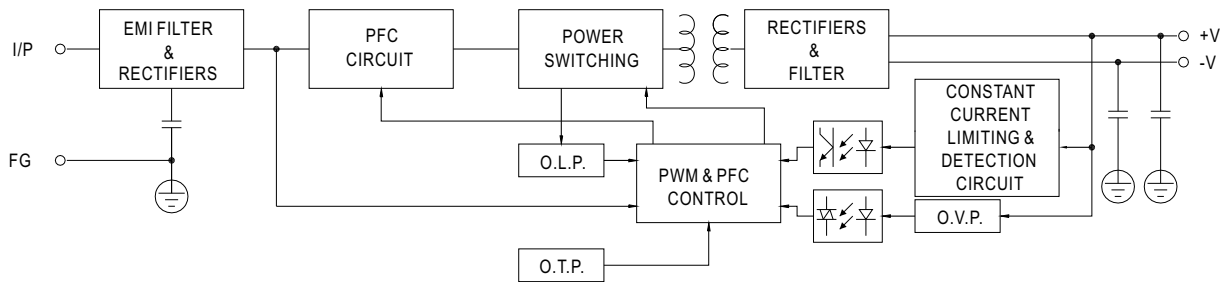 I/P
EMI FILTER
&
RECTIFIERS
PFC
CIRCUIT
POWER
SWITCHING
RECTIFIERS
&
FILTER
+V
-V
CONSTANT
CURRENT
LIMITING &
DETECTION
CIRCUIT
FG
O.L.P.
PWM & PFC
CONTROL
O.V.P.
O.T.P.